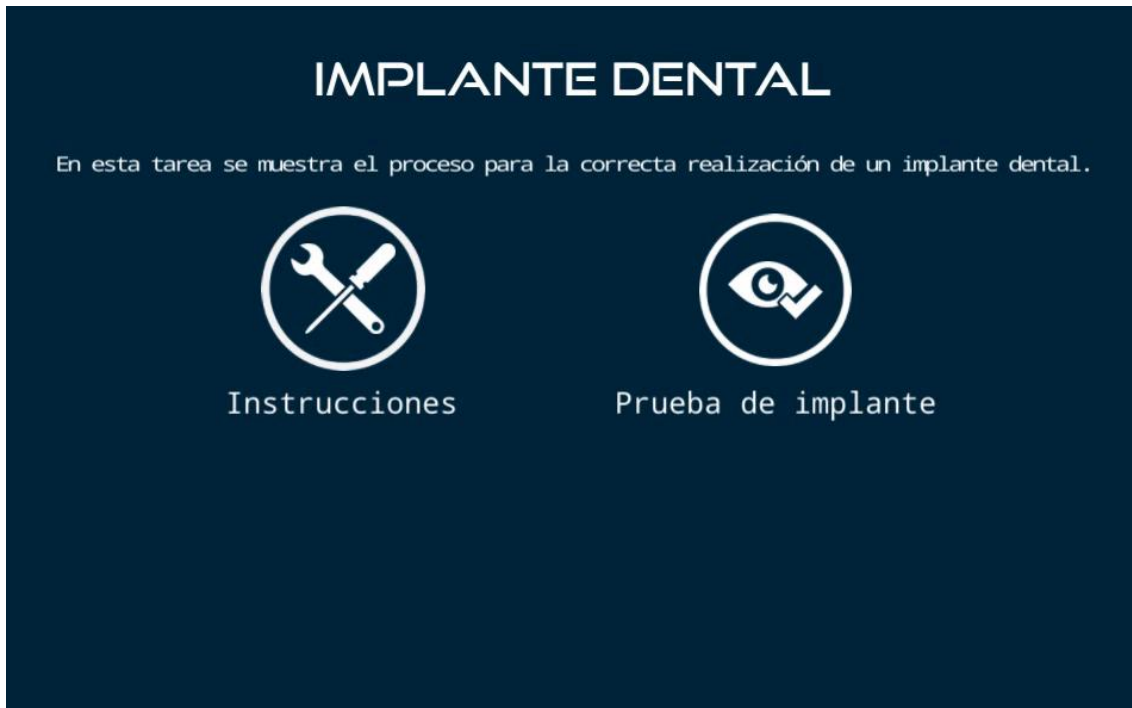 IMPLANTE DENTAL
En esta tarea se muestra el proceso para la correcta realización de un implante dental.
Instrucciones
Prueba de implante